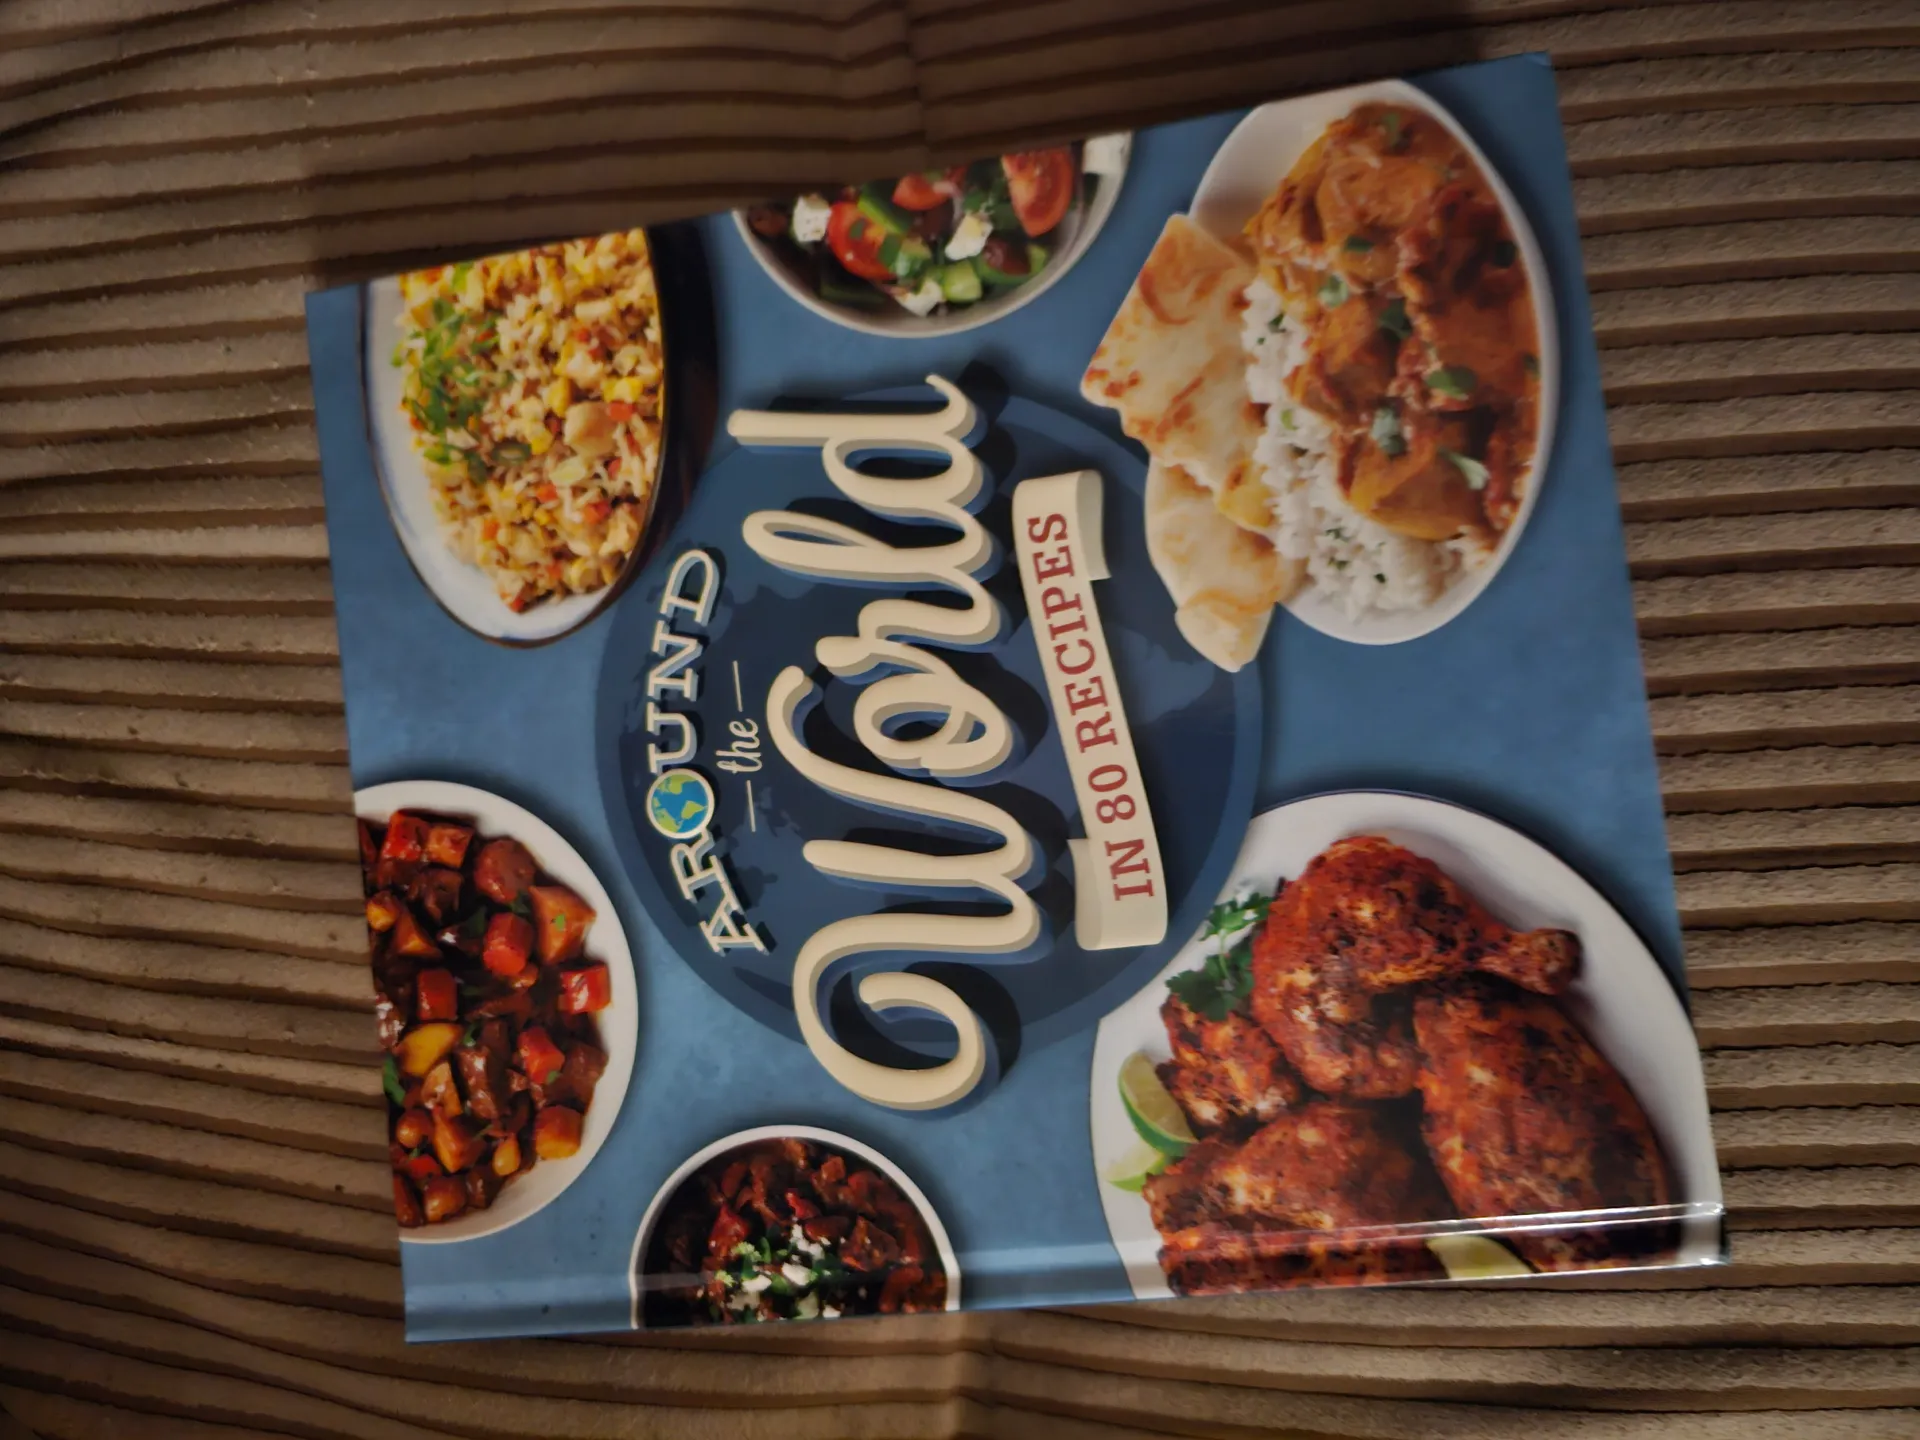 AROUND
the
World
IN 80 RECIPES